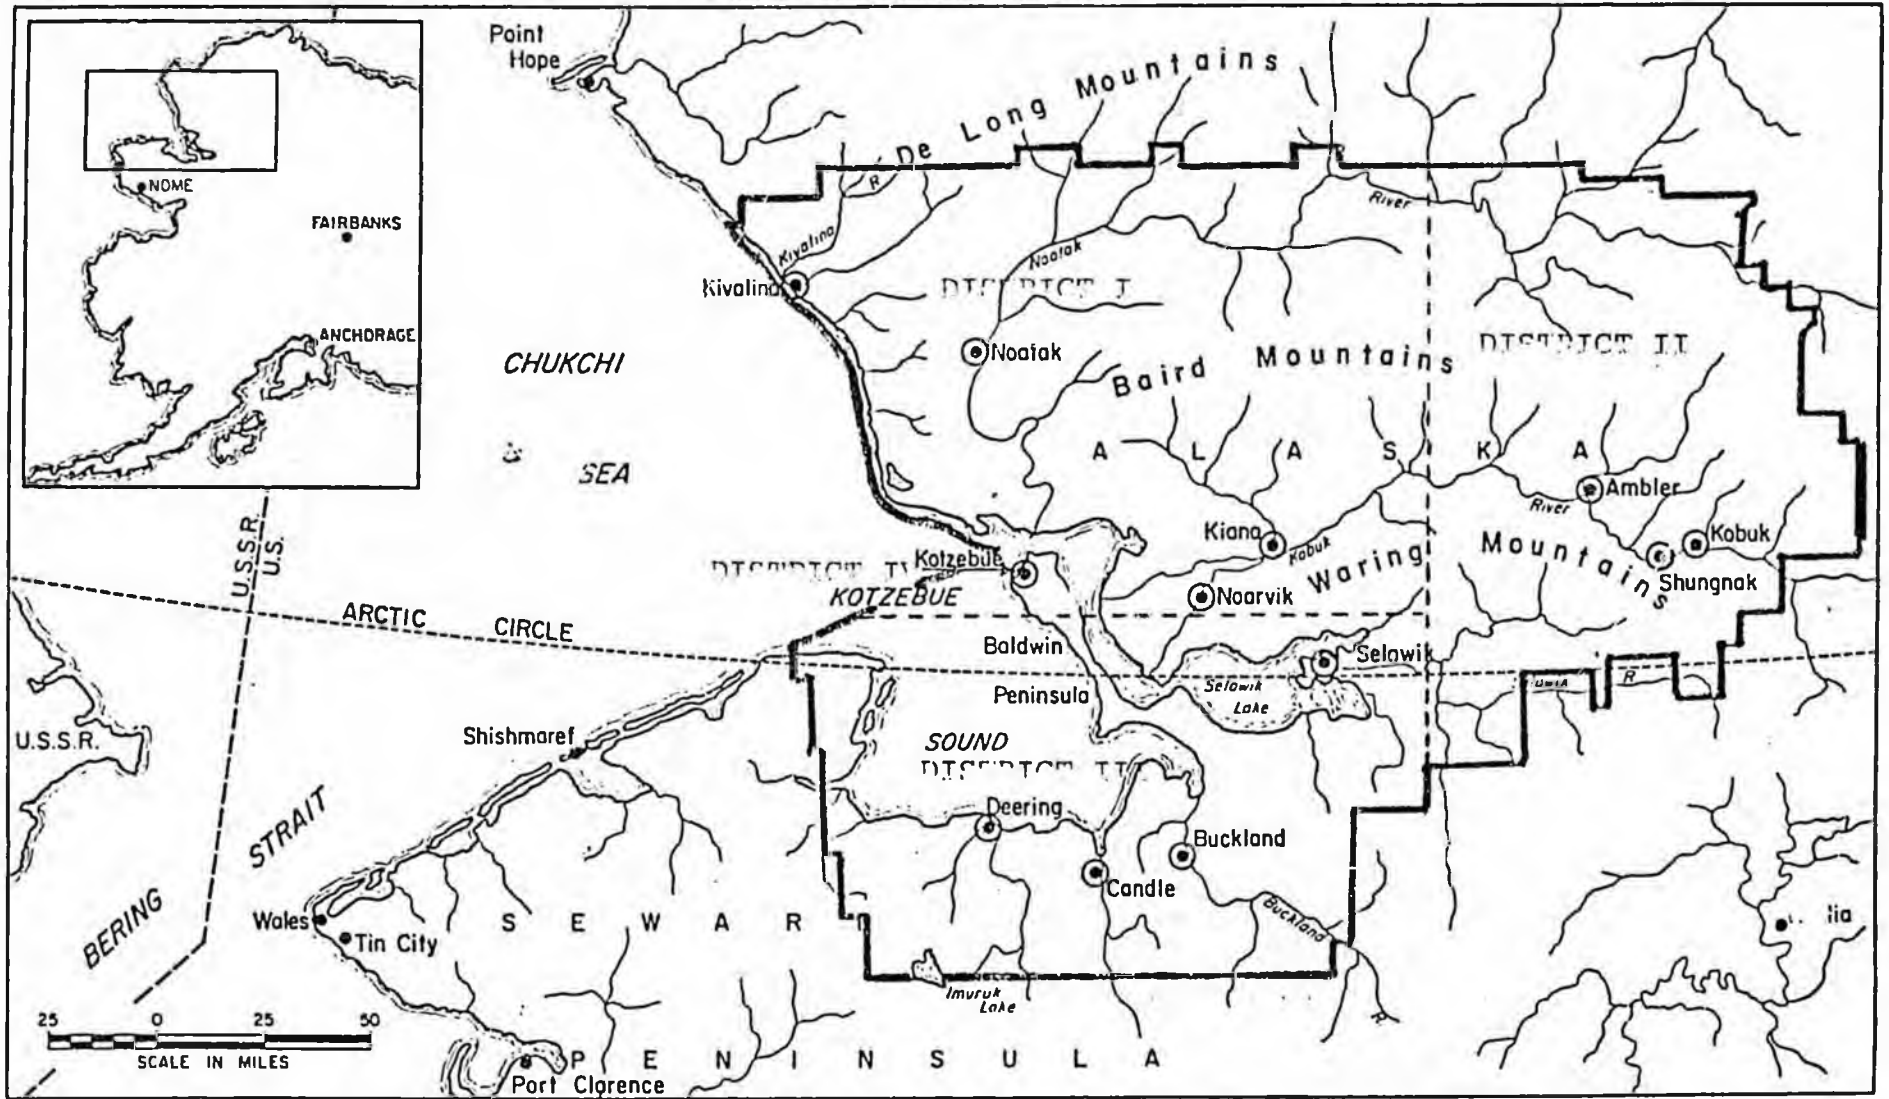 Point
Hope
De Long Mountains
NOME
FAIRBANKS
ANCHORAGE
R
River
Kivalina
Noatak
Kivalina
DISTRICT I
Noatak
CHUKCHI
SEA
Baird Mountains
DISTRICT II
A L A S K A
Ambler
River
Kiana
Kobuk
Kobuk
U.S.S.R.
U.S.
Kotzebue
Waring Mountains
Shungnak
KOTZEBUE
Noorvik
ARCTIC CIRCLE
Baldwin
Peninsula
Selawik
Selawik
Lake
R
Shishmaref
U.S.S.R.
SOUND
Deering
STRAIT
Buckland
Candle
BERING
Wales
Tin City
S E W A R
Buckland
R
Imuruk
Lake
25 0 25 50
SCALE IN MILES
P E N I N S U L A
Port Clarence